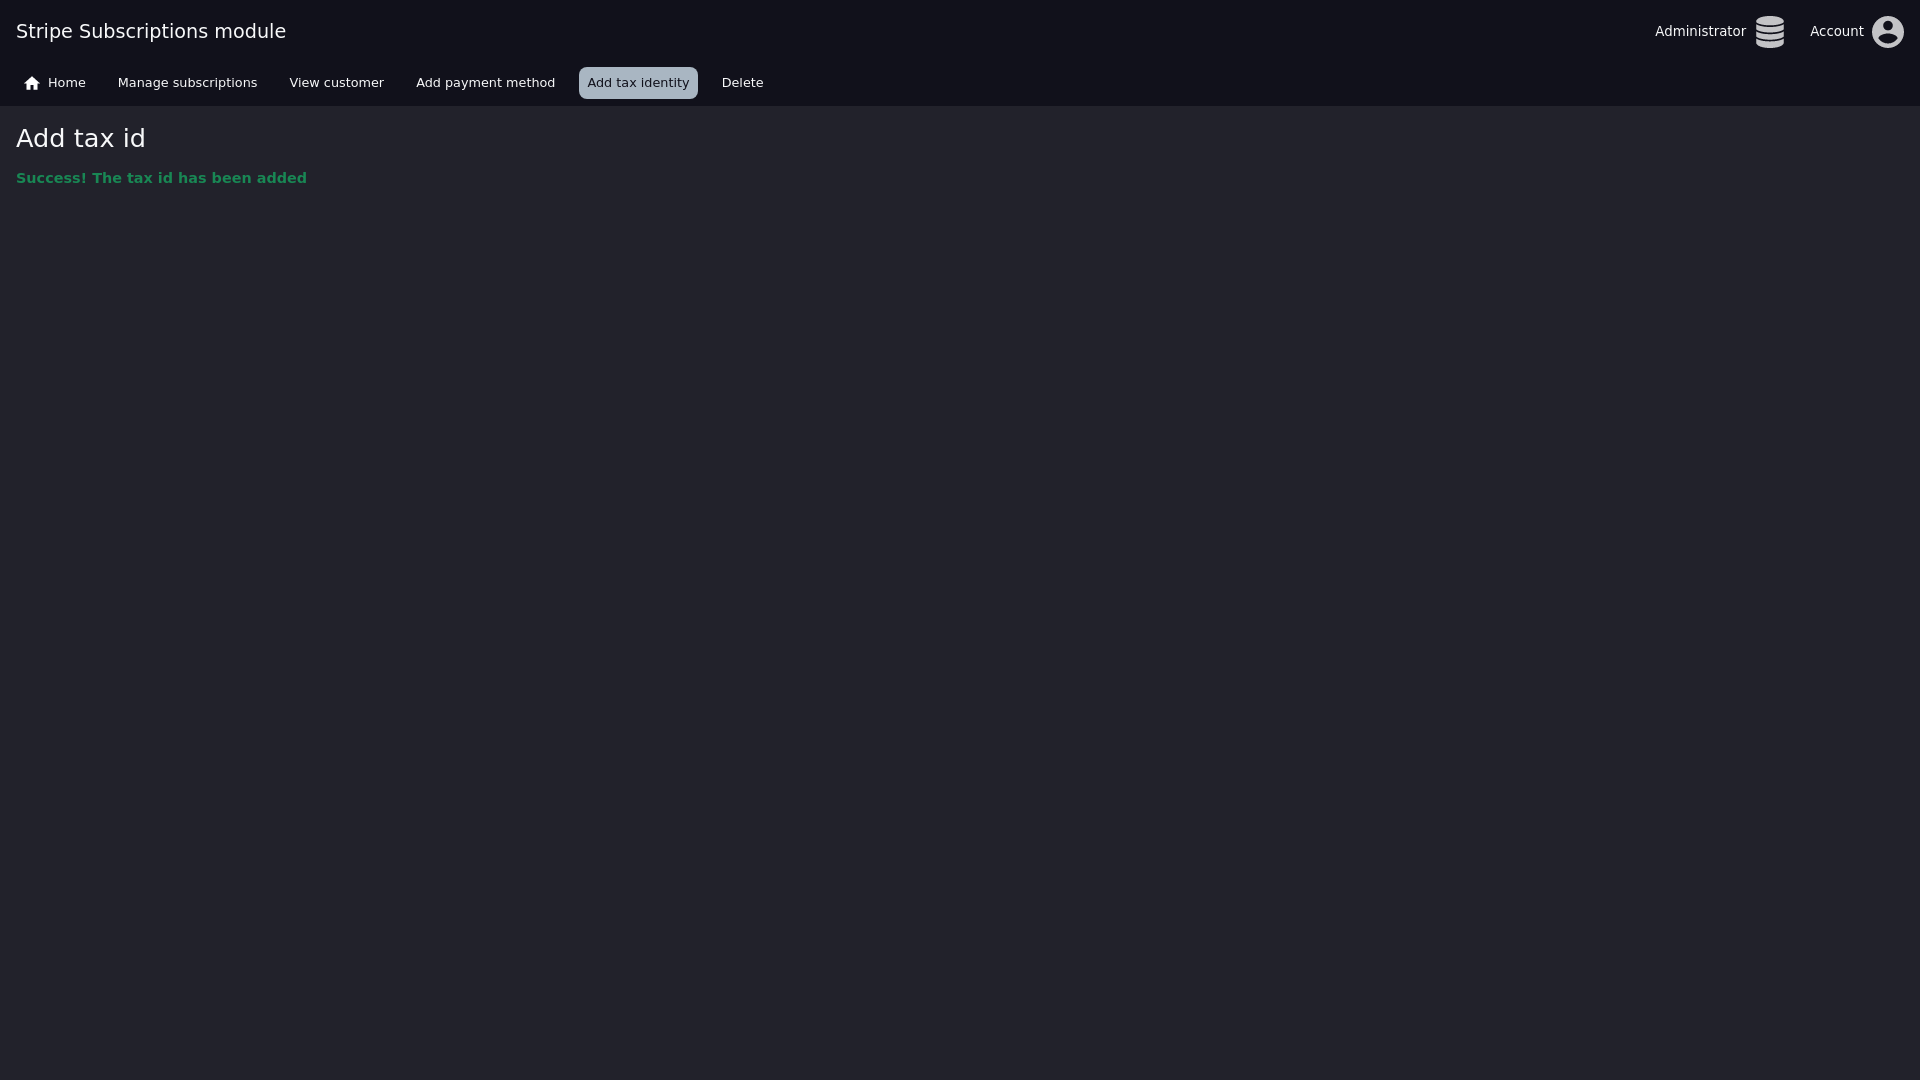 Stripe Subscriptions module
Administrator
Account
Home
Manage subscriptions
View customer
Add payment method
Add tax identity
Delete
Add tax id
Success! The tax id has been added